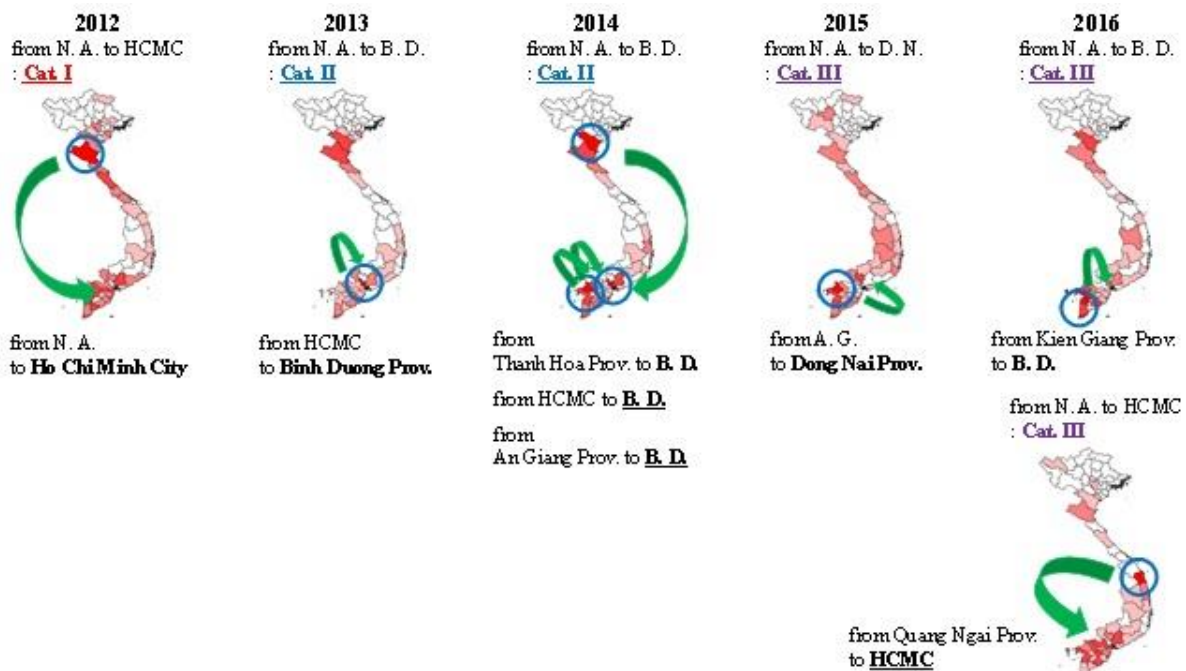 2012
from N. A. to HCMC
: Cat. I
from N. A.
to Ho Chi Minh City
2013
from N. A. to B. D.
: Cat. II
from HCMC
to Binh Duong Prov.
2014
from N. A. to B. D.
: Cat. II
from
Thanh Hoa Prov. to B. D.
from HCMC to B. D.
from
An Giang Prov. to B. D.
2015
from N. A. to D. N.
: Cat. III
from A. G.
to Dong Nai Prov.
2016
from N. A. to B. D.
: Cat. III
from Kien Giang Prov.
to B. D.
from N. A. to HCMC
: Cat. III
from Quang Ngai Prov.
to HCMC